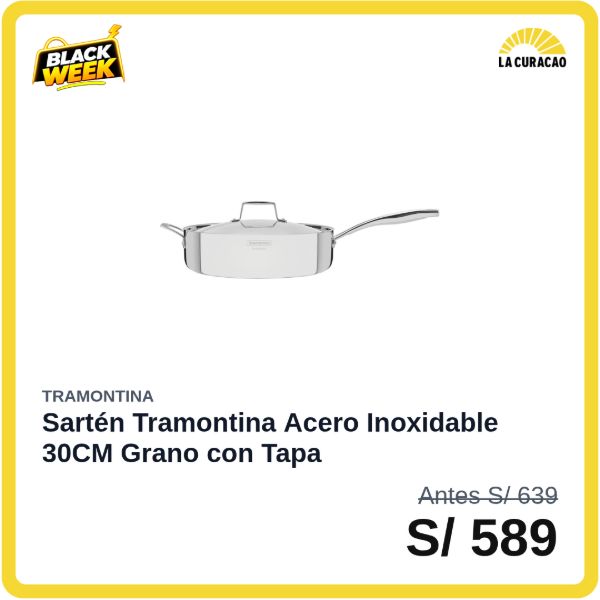 BLACK
WEEK
LA CURACAO
TRAMONTINA
Sartén Tramontina Acero Inoxidable
30CM Grano con Tapa
Antes S/ 639
S/ 589